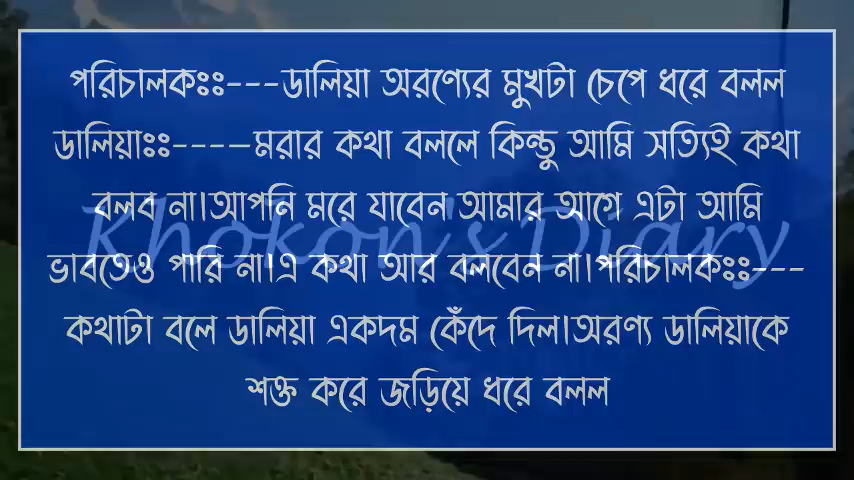 পরিচালকঃঃ---ডালিয়া অরণ্যের মুখটা চেপে ধরে বলল
ডালিয়াঃঃ----মরার কথা বললে কিন্তু আমি সত্যিই কথা
বলব না।আপনি মরে যাবেন আমার আগে এটা আমি
Khokon's Diary
ভাবতেও পারি না।এ কথা আর বলবেন না।পরিচালকঃঃ---
কথাটা বলে ডালিয়া একদম কেঁদে দিল।অরণ্য ডালিয়াকে
শক্ত করে জড়িয়ে ধরে বলল